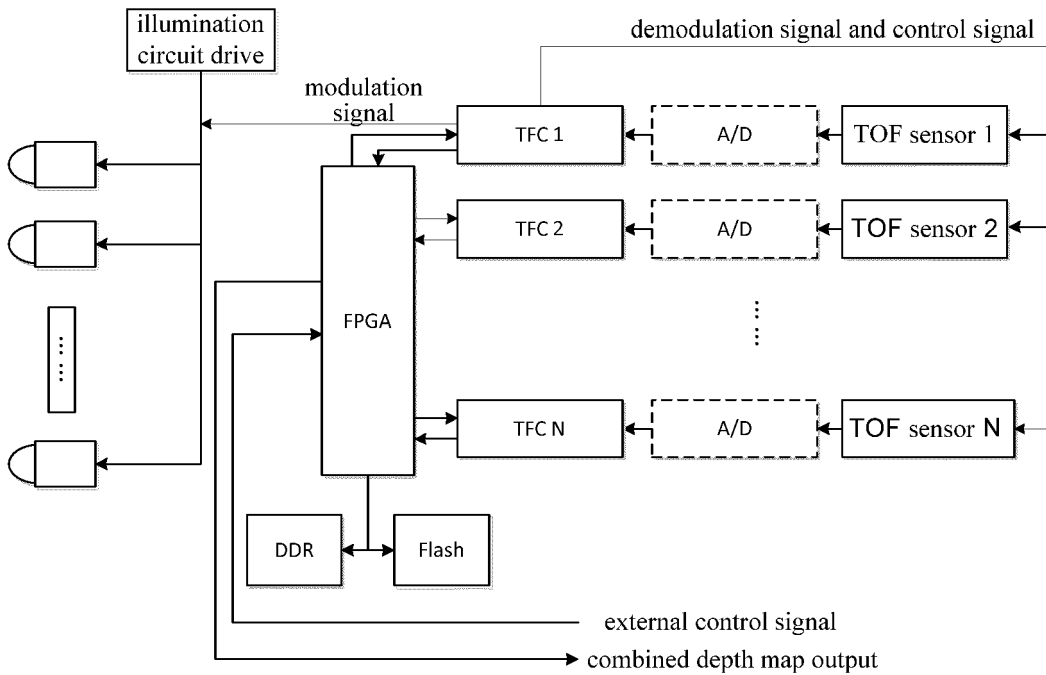 illumination
circuit drive
demodulation signal and control signal
modulation
signal
TFC 1
A/D
TOF sensor 1
TFC 2
A/D
TOF sensor 2
FPGA
TFC N
A/D
TOF sensor N
DDR
Flash
external control signal
combined depth map output